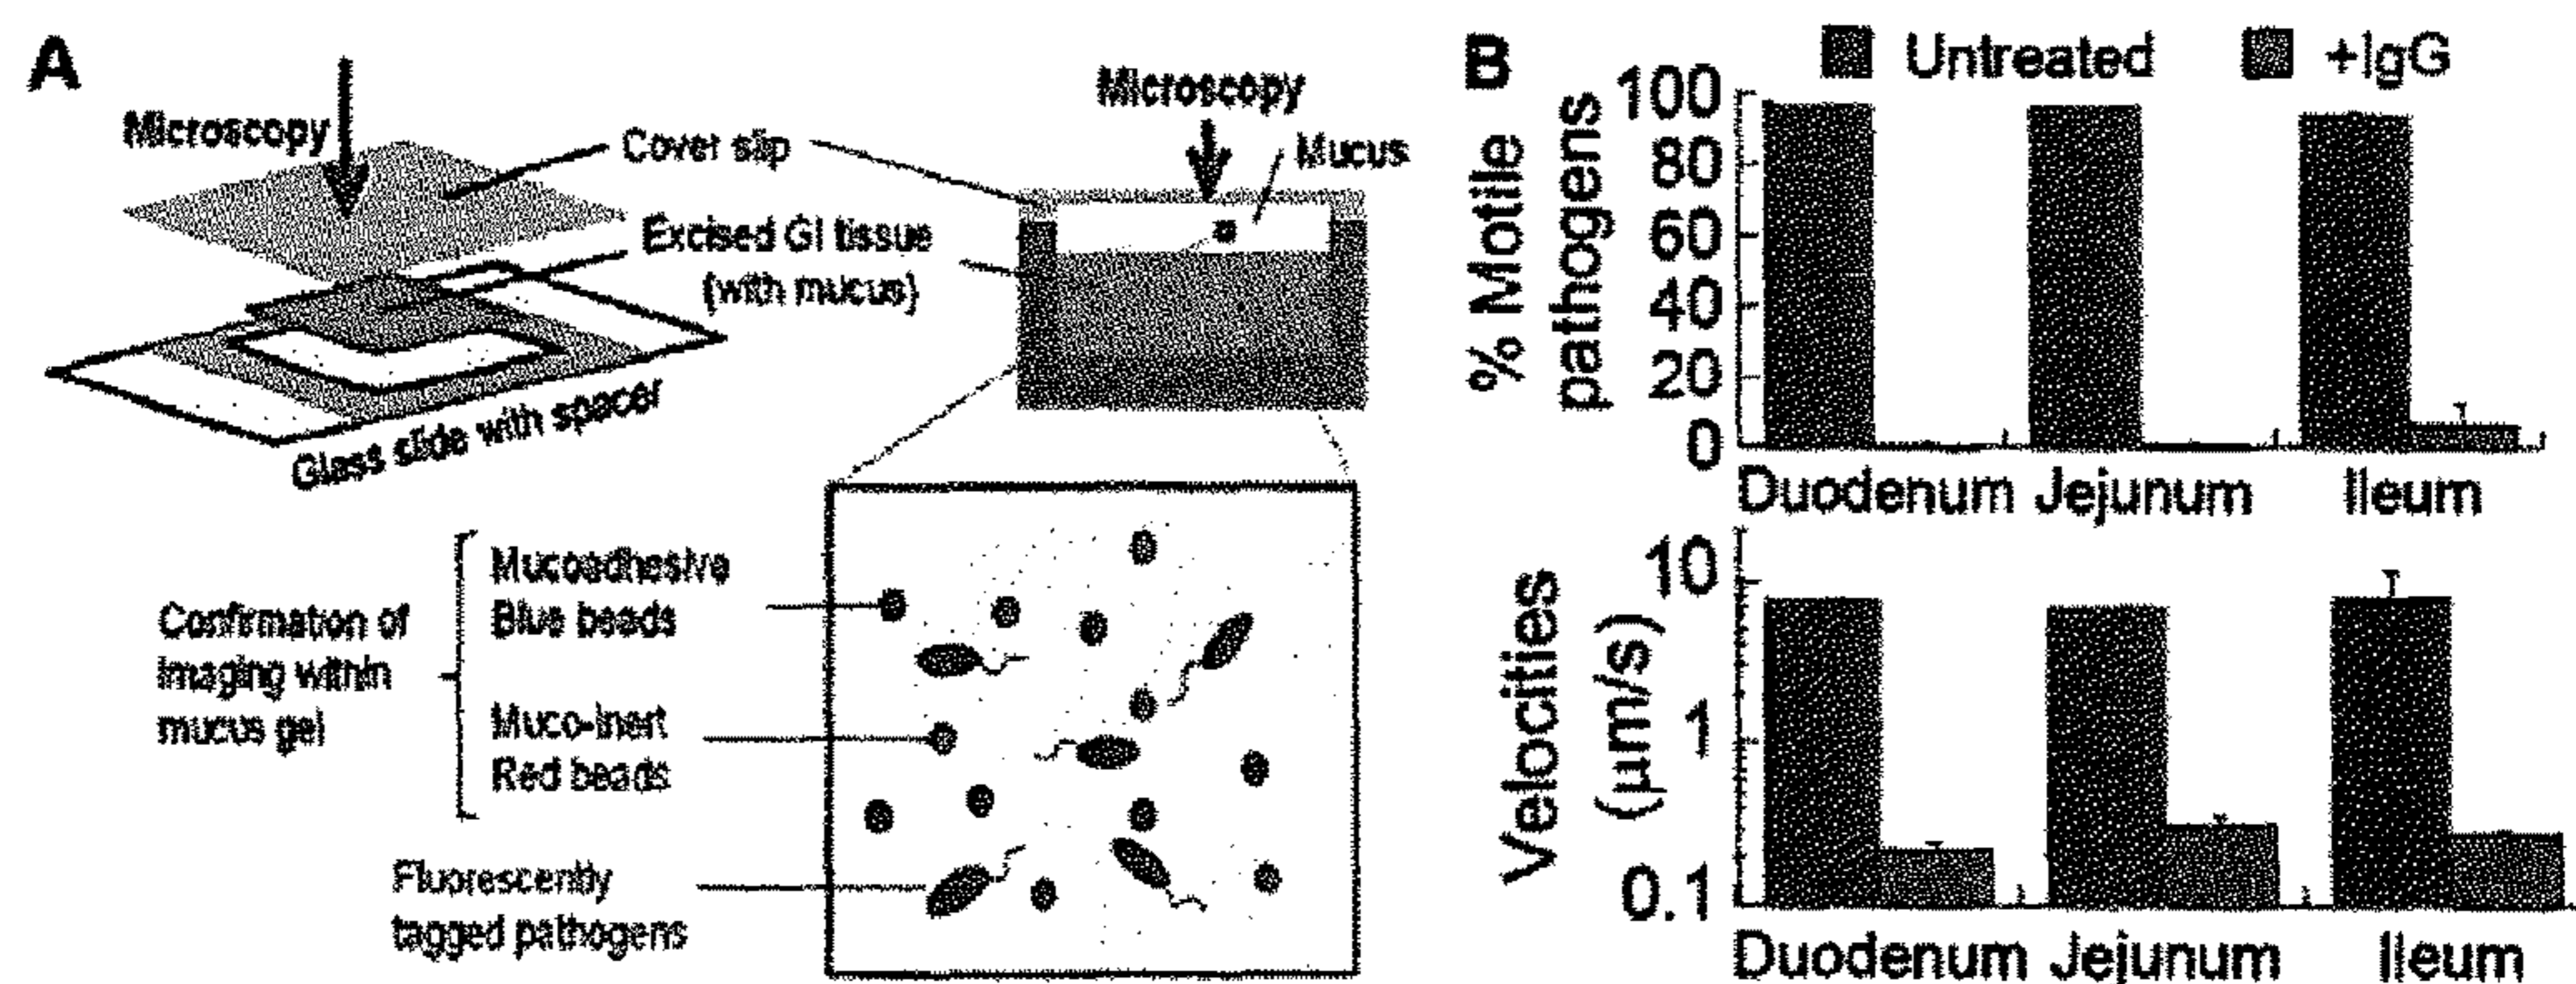 A
Microscopy
Cover slip
Excised GI tissue
(with mucus)
Glass slide with spacer
Microscopy
Mucus
Confirmation of
imaging within
mucus gel
Mucoadhesive
Blue beads
Muco-inert
Red beads
Fluorescently
tagged pathogens
B
Untreated
+IgG
% Motile
pathogens
100
80
60
40
20
0
Duodenum Jejunum Ileum
Velocities
(µm/s)
10
1
0.1
Duodenum Jejunum Ileum